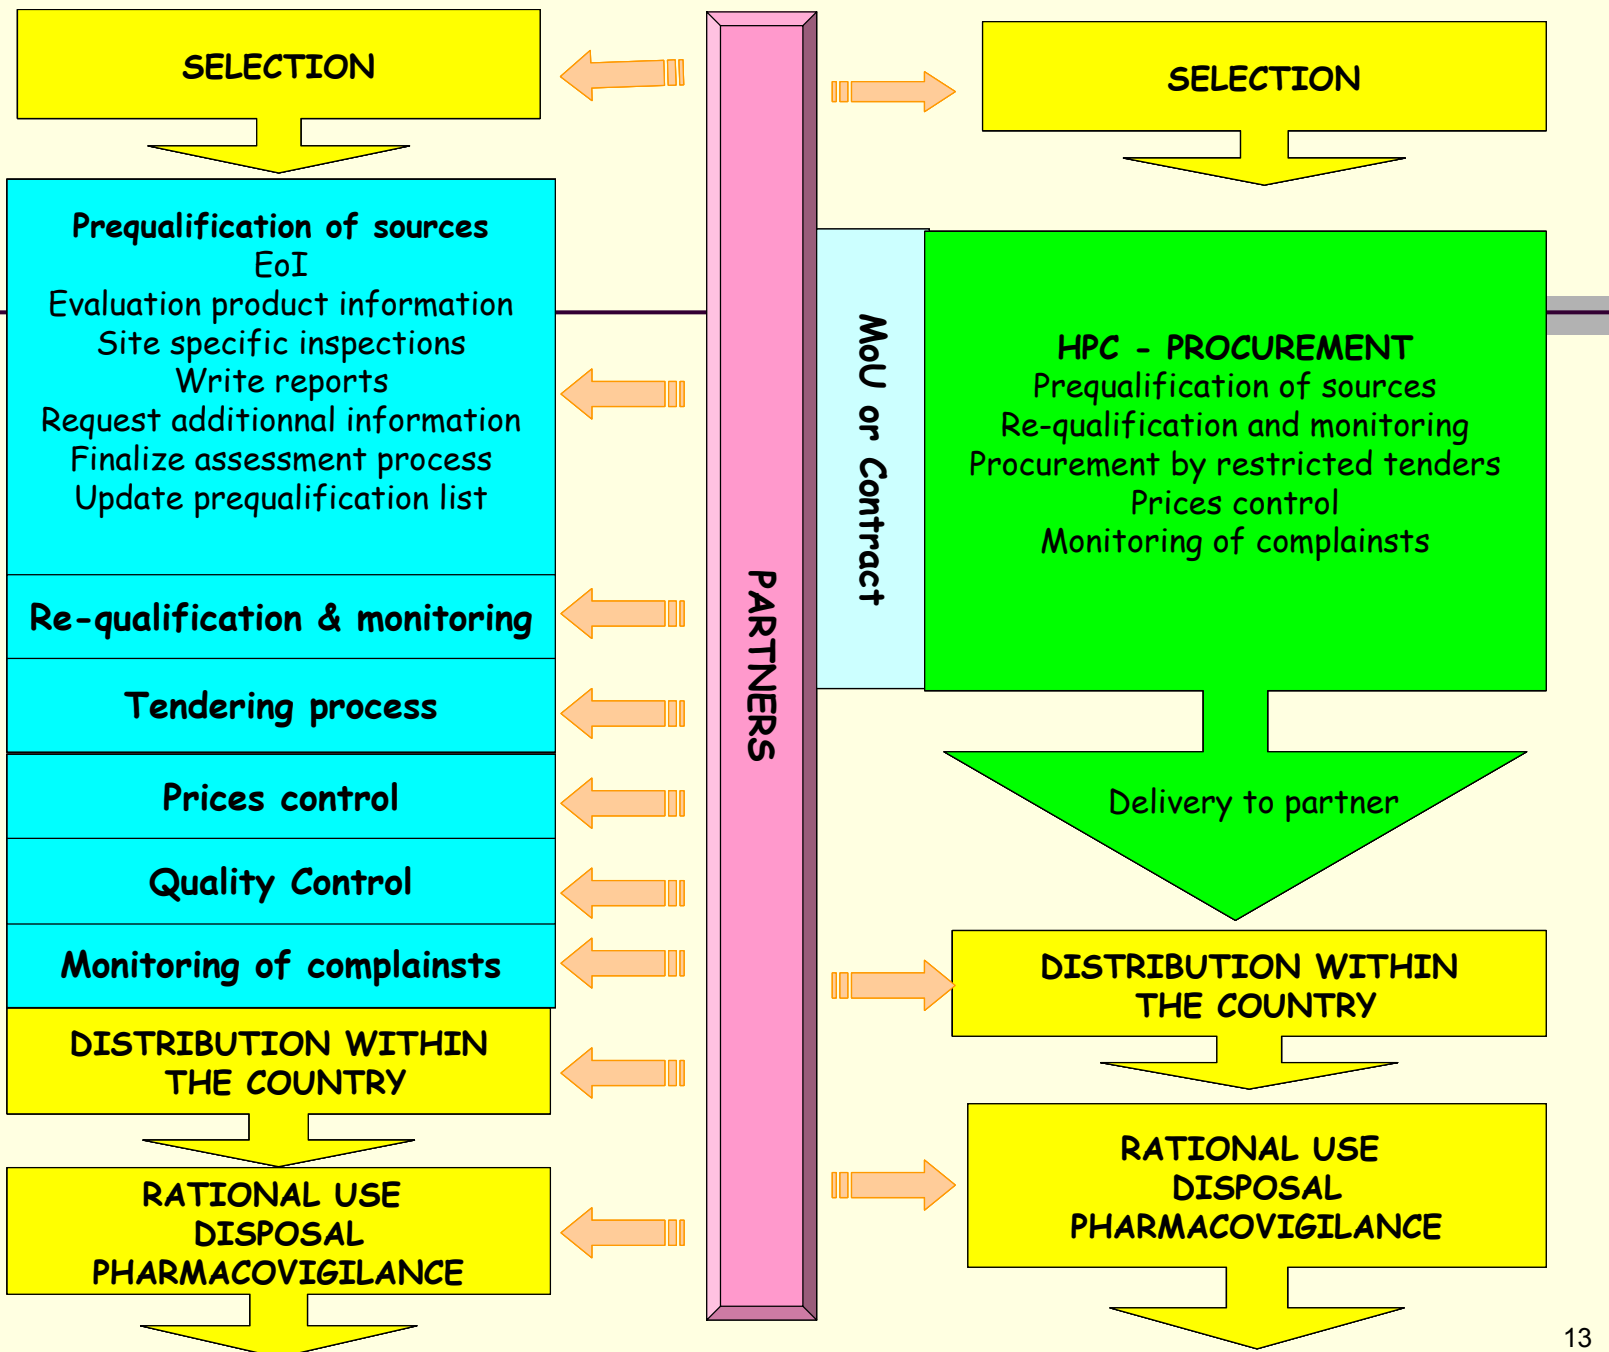 SELECTION
Prequalification of sources
EoI
Evaluation product information
Site specific inspections
Write reports
Request additionnal information
Finalize assessment process
Update prequalification list
Re-qualification & monitoring
Tendering process
Prices control
Quality Control
Monitoring of complainsts
DISTRIBUTION WITHIN
THE COUNTRY
RATIONAL USE
DISPOSAL
PHARMACOVIGILANCE
PARTNERS
MoU or Contract
SELECTION
HPC - PROCUREMENT
Prequalification of sources
Re-qualification and monitoring
Procurement by restricted tenders
Prices control
Monitoring of complainsts
Delivery to partner
DISTRIBUTION WITHIN
THE COUNTRY
RATIONAL USE
DISPOSAL
PHARMACOVIGILANCE
13